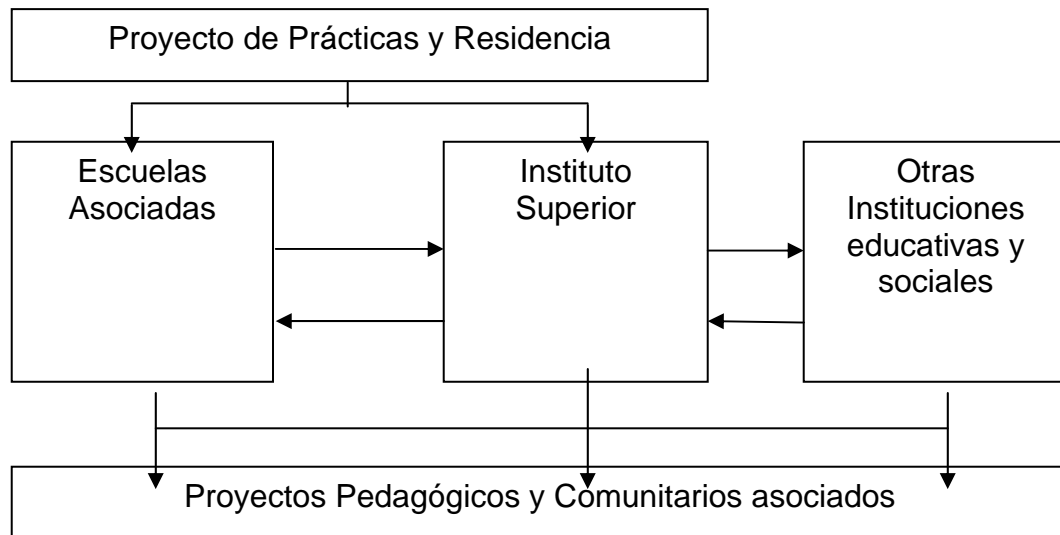 Proyecto de Prácticas y Residencia
Escuelas
Asociadas
Instituto
Superior
Otras
Instituciones
educativas y
sociales
Proyectos Pedagógicos y Comunitarios asociados